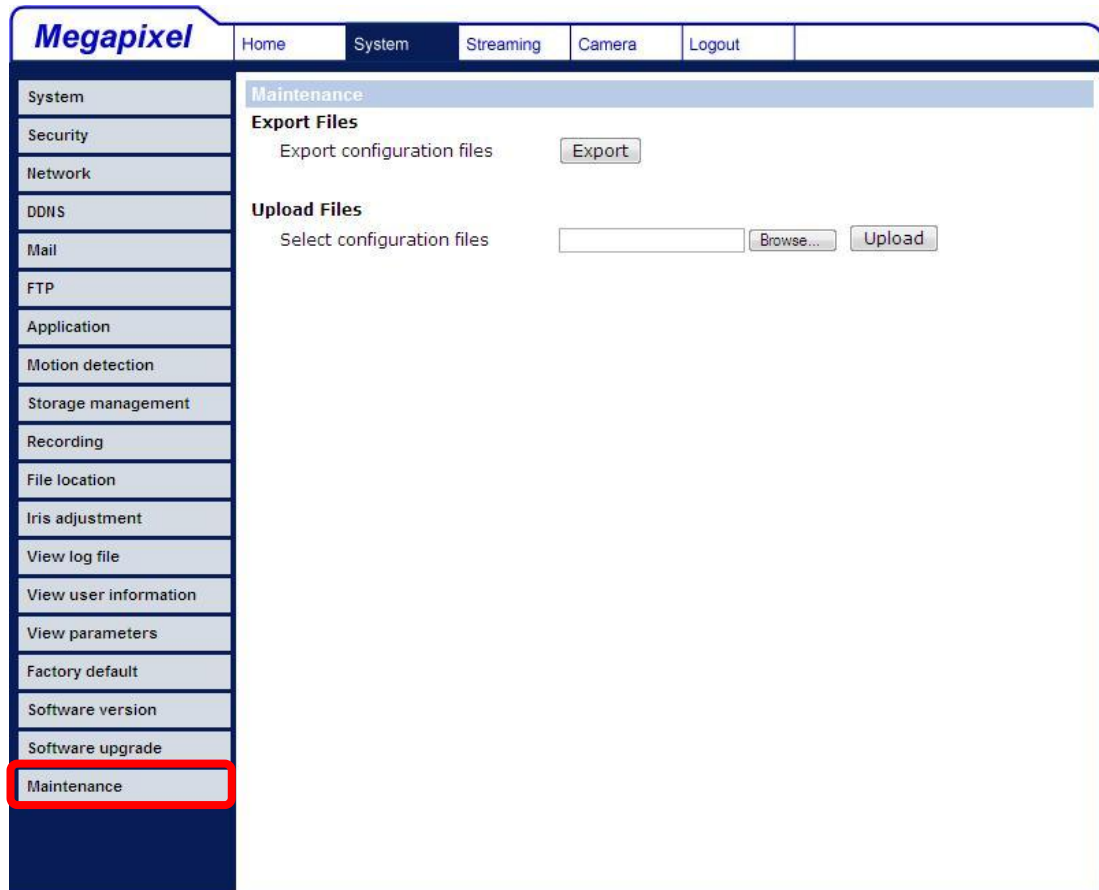 Megapixel
Home System Streaming Camera Logout
System
Security
Network
DDNS
Mail
FTP
Application
Motion detection
Storage management
Recording
File location
Iris adjustment
View log file
View user information
View parameters
Factory default
Software version
Software upgrade
Maintenance
Maintenance
Export Files
Export configuration files Export
Upload Files
Select configuration files Browse... Upload